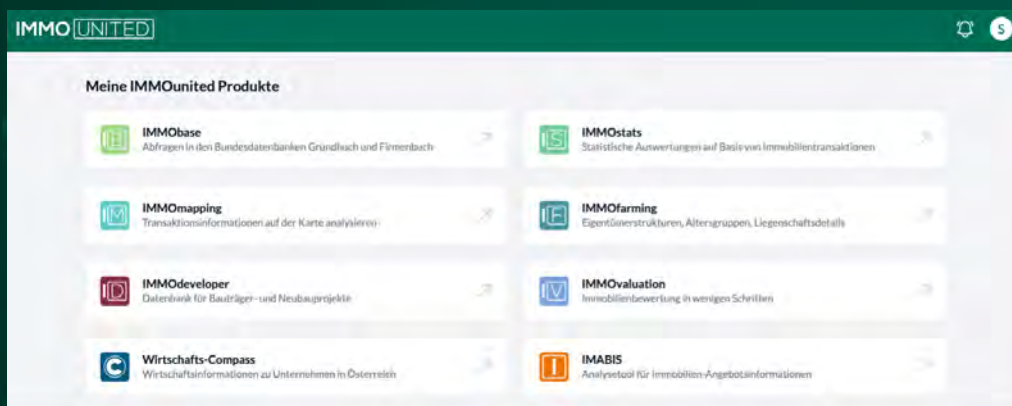 IMMO UNITED
S
Meine IMMOunited Produkte
IMMObase
Abfragen in den Bundesdatenbanken Grundbuch und Firmenbuch
IMMOstats
Statistische Auswertungen auf Basis von Immobilientransaktionen
IMMOmapping
Transaktionsinformationen auf der Karte analysieren
IMMOfarming
Eigentümerstrukturen, Altersgruppen, Liegenschaftsdetails
IMMOdeveloper
Datenbank für Bauträger- und Neubauprojekte
IMMOvaluation
Immobilienbewertung in wenigen Schritten
Wirtschafts-Compass
Wirtschaftsinformationen zu Unternehmen in Österreich
IMABIS
Analysetool für Immobilien-Angebotsinformationen